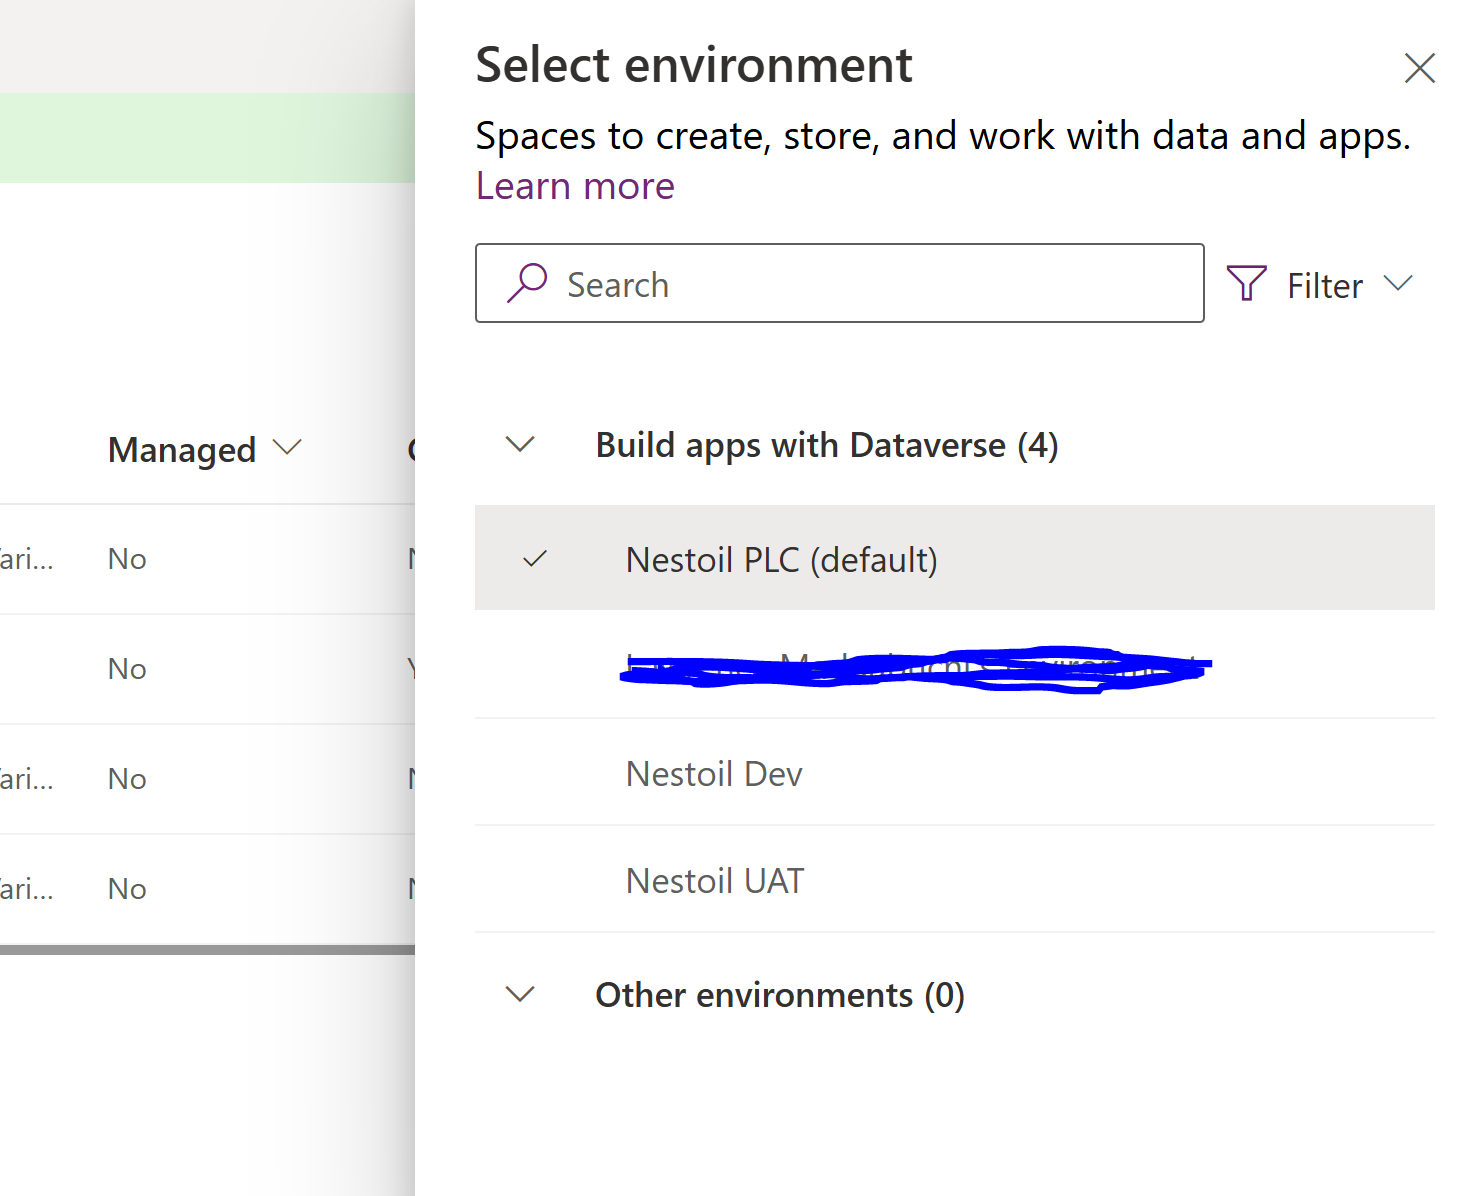 Select environment
Spaces to create, store, and work with data and apps.
Learn more
Search
Filter
Managed
Build apps with Dataverse (4)
ari... No
Nestoil PLC (default)
No
ari... No
Nestoil Dev
ari... No
Nestoil UAT
Other environments (0)